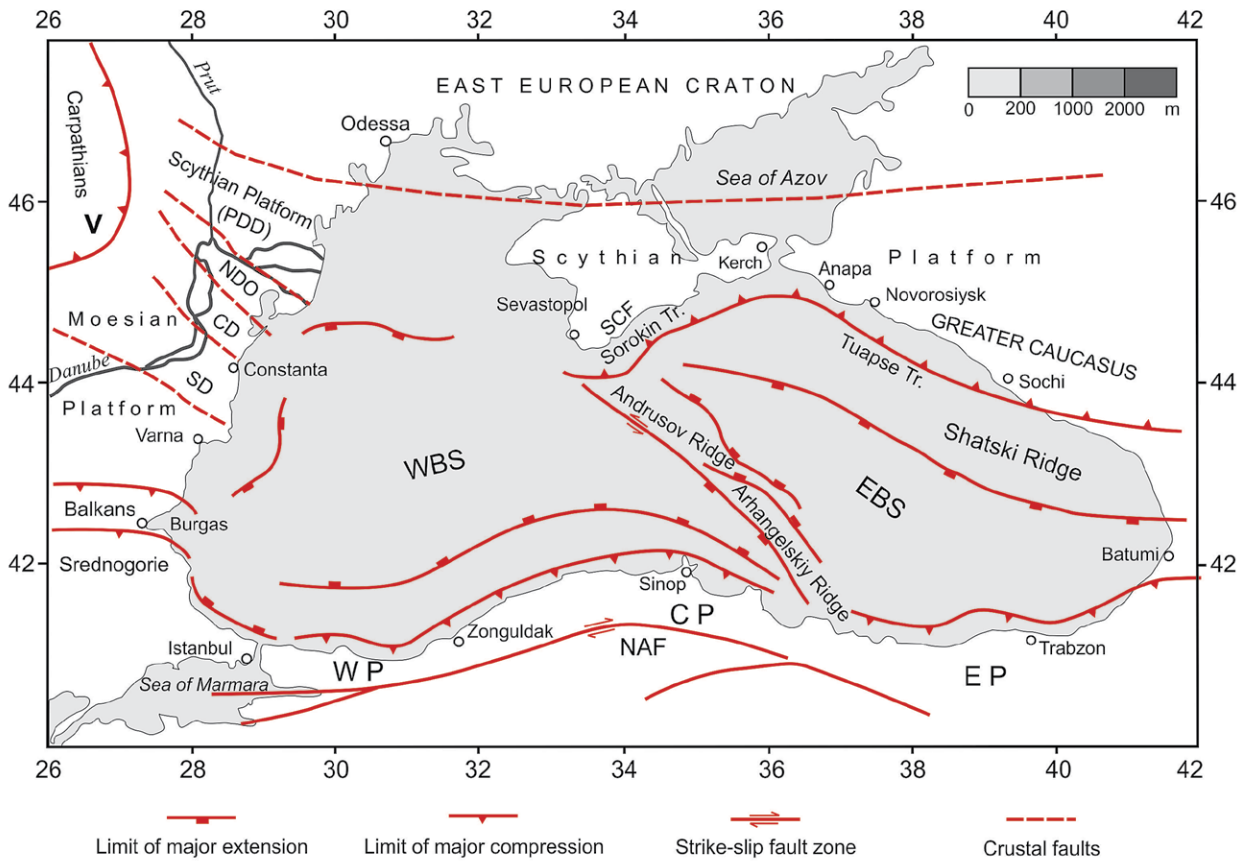 26 28 30 32 34 36 38 40 42
EAST EUROPEAN CRATON
0 200 1000 2000 m
Prut
Carpathians
Odessa
Scythian Platform
(PDD)
Sea of Azov
46 46
V
Scythian Platform
Kerch
NDO
Anapa
Sevastopol
SCF
Novorosiysk
Moesian
CD
Sorokin Tr.
GREATER CAUCASUS
Tuapse Tr.
Danube
Constanta
44 44
SD
Sochi
Platform
Andrusov Ridge
Varna
Shatski Ridge
WBS
EBS
Arhangelskiy Ridge
Balkans
Burgas
Batumi
42 42
Srednogorie
Sinop
CP
Zonguldak
NAF
Trabzon
Istanbul
WP
EP
Sea of Marmara
26 28 30 32 34 36 38 40 42
Limit of major extension
Limit of major compression
Strike-slip fault zone
Crustal faults